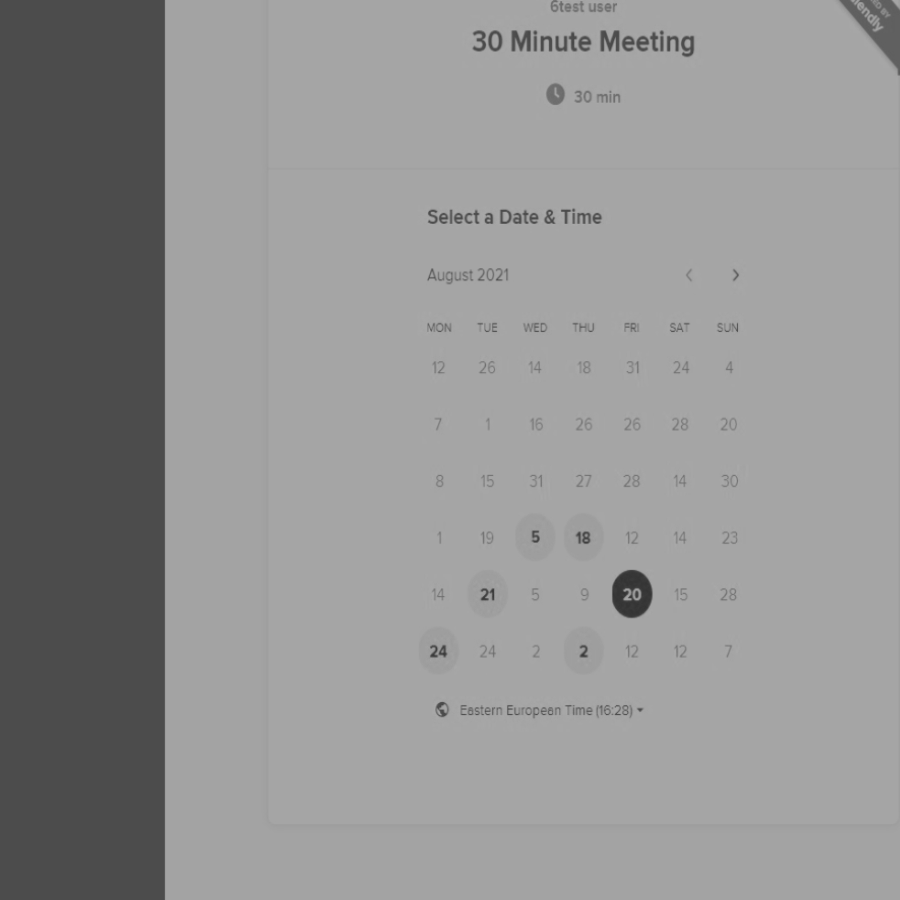 6test user
30 Minute Meeting
30 min
Select a Date & Time
August 2021
MON TUE WED THU FRI SAT SUN
12 26 14 18 31 24 4
7 1 16 26 26 28 20
8 15 31 27 28 14 30
1 19 5 18 12 14 23
14 21 5 9 20 15 28
24 24 2 2 12 12 7
Eastern European Time (16:28)